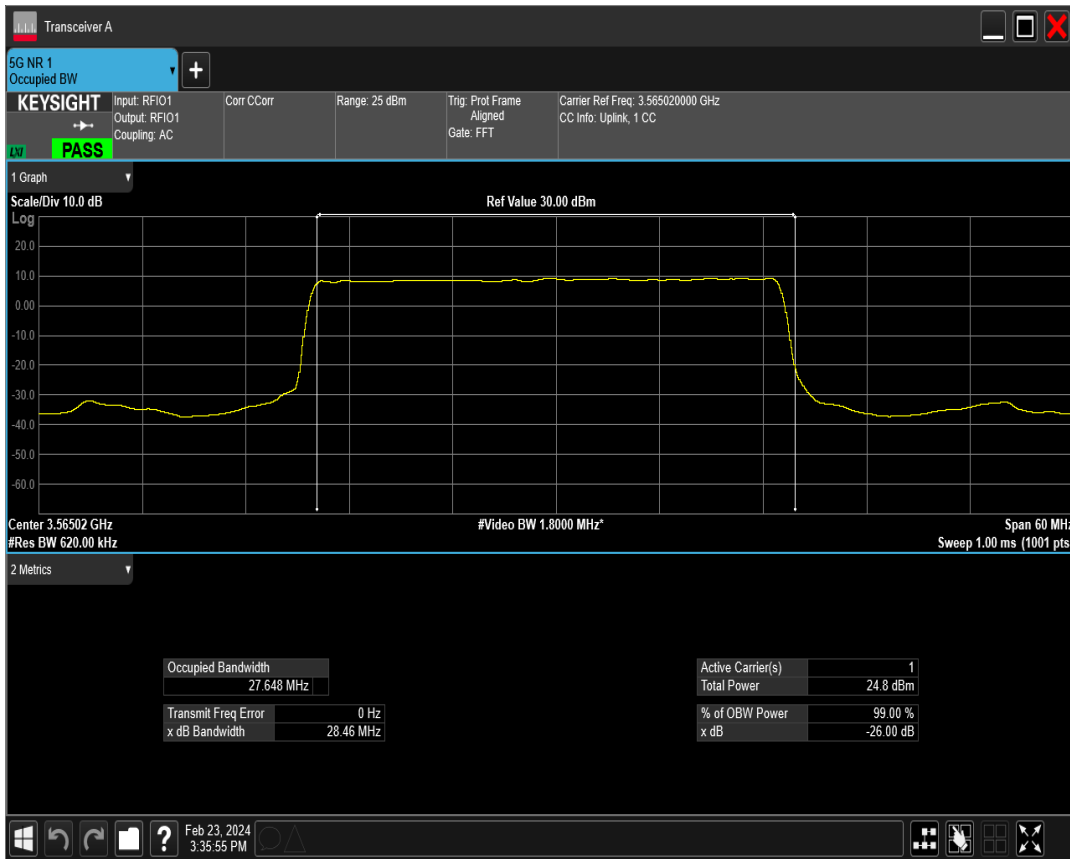 Transceiver A
5G NR 1
Occupied BW
KEYSIGHT
LXI
PASS
Input: RFIO1
Output: RFIO1
Coupling: AC
Corr CCorr
Range: 25 dBm
Trig: Prot Frame
Aligned
Gate: FFT
Carrier Ref Freq: 3.565020000 GHz
CC Info: Uplink, 1 CC
1 Graph
Scale/Div 10.0 dB
Ref Value 30.00 dBm
Log
20.0
10.0
0.00
-10.0
-20.0
-30.0
-40.0
-50.0
-60.0
Center 3.56502 GHz
#Video BW 1.8000 MHz*
Span 60 MHz
#Res BW 620.00 kHz
Sweep 1.00 ms (1001 pts
2 Metrics
Occupied Bandwidth
27.648 MHz
Transmit Freq Error 0 Hz
x dB Bandwidth 28.46 MHz
Active Carrier(s) 1
Total Power 24.8 dBm
% of OBW Power 99.00 %
x dB -26.00 dB
?
Feb 23, 2024
3:35:55 PM